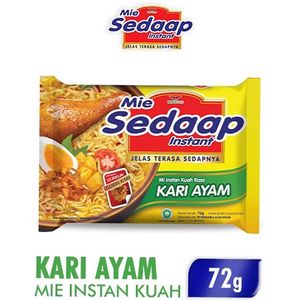 Mie
Sedaap
Instant
JELAS TERASA SEDAPNYA
Mie
Sedaap
Instant
JELAS TERASA SEDAPNYA
Mi Instan Kuah Rasa
KARI AYAM
72g
KARI AYAM
MIE INSTAN KUAH
72g